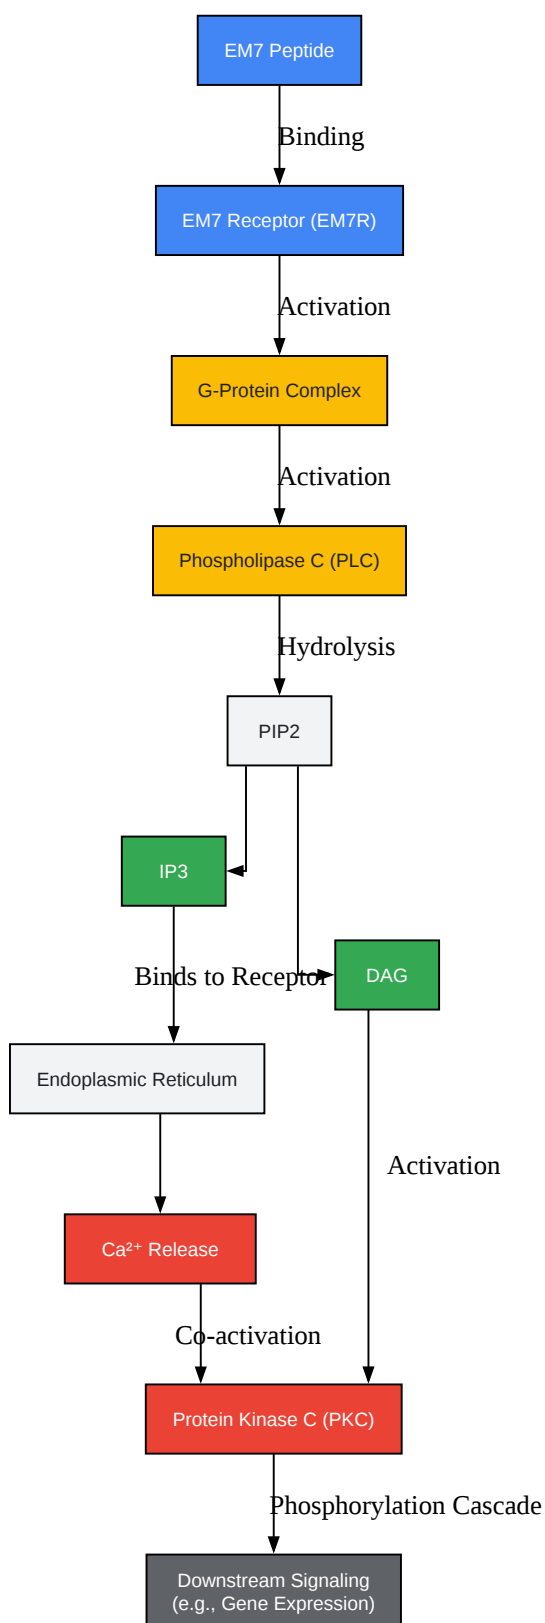 EM7 Peptide
Binding
EM7 Receptor (EM7R)
Activation
G-Protein Complex
Activation
Phospholipase C (PLC)
Hydrolysis
PIP2
IP3
Binds to Receptor
DAG
Endoplasmic Reticulum
Activation
Ca²⁺ Release
Co-activation
Protein Kinase C (PKC)
Phosphorylation Cascade
Downstream Signaling
(e.g., Gene Expression)